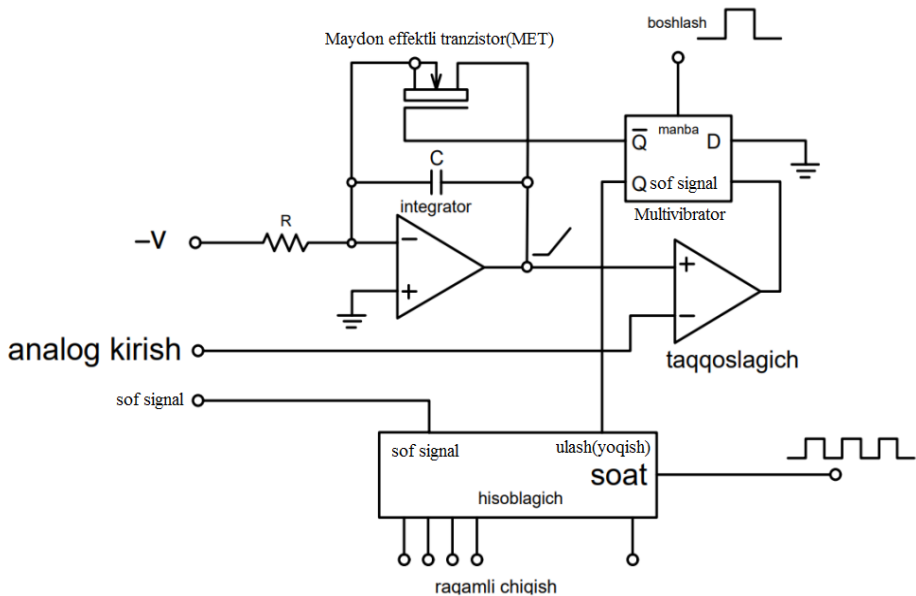 boshlash
Maydon effektli tranzistor(MET)
Q manba D
C
Q sof signal
integrator
Multivibrator
R
–V
−
+
+
−
analog kirish
taqqoslagich
sof signal
sof signal
ulash(yoqish)
soat
hisoblagich
raqamli chiqish